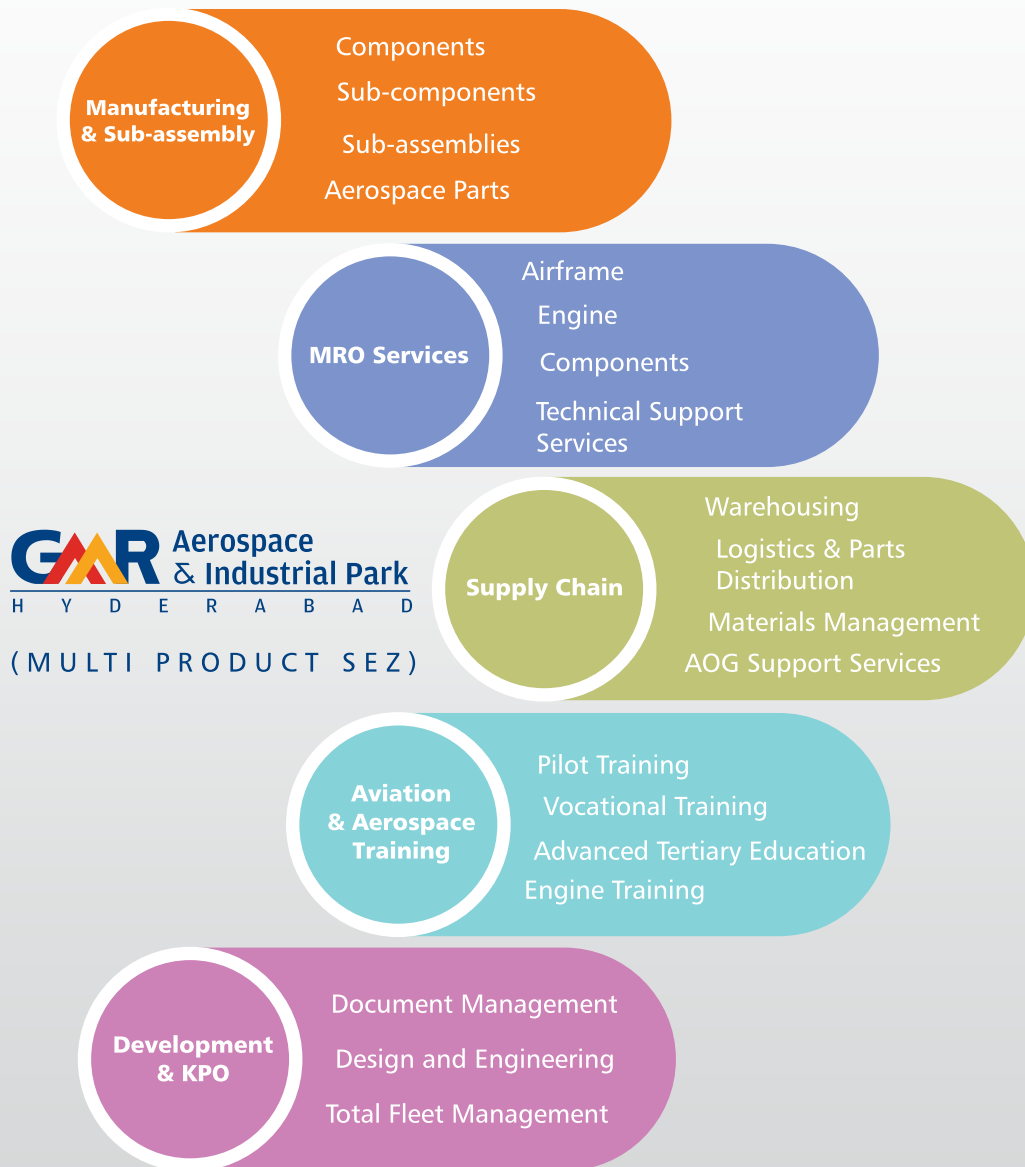 Manufacturing
& Sub-assembly
Components
Sub-components
Sub-assemblies
Aerospace Parts
MRO Services
Airframe
Engine
Components
Technical Support
Services
GMR Aerospace
& Industrial Park
HYDERABAD
(MULTI PRODUCT SEZ)
Supply Chain
Warehousing
Logistics & Parts
Distribution
Materials Management
AOG Support Services
Aviation
& Aerospace
Training
Pilot Training
Vocational Training
Advanced Tertiary Education
Engine Training
Development
& KPO
Document Management
Design and Engineering
Total Fleet Management